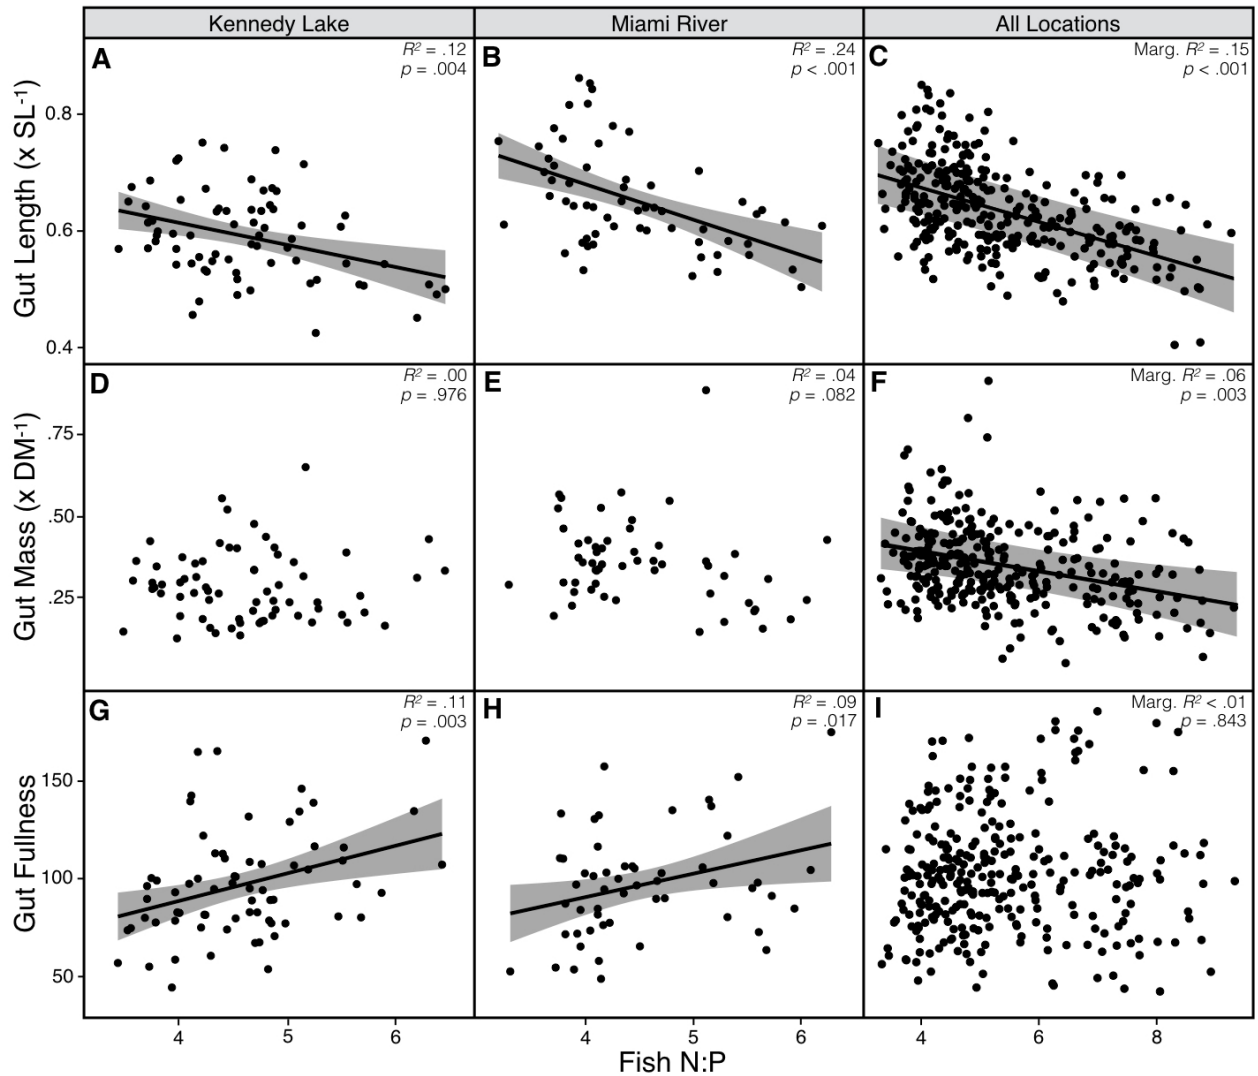 Kennedy Lake Miami River All Locations
A R² = .12 B R² = .24 C Marg. R² = .15
p = .004 p < .001 p < .001
Gut Length (x SL⁻¹)
0.8
0.6
0.4
D R² = .00 E R² = .04 F Marg. R² = .06
p = .976 p = .082 p = .003
Gut Mass (x DM⁻¹)
.75
.50
.25
G R² = .11 H R² = .09 I Marg. R² < .01
p = .003 p = .017 p = .843
Gut Fullness
150
100
50
4 5 6 4 5 6 4 6 8
Fish N:P